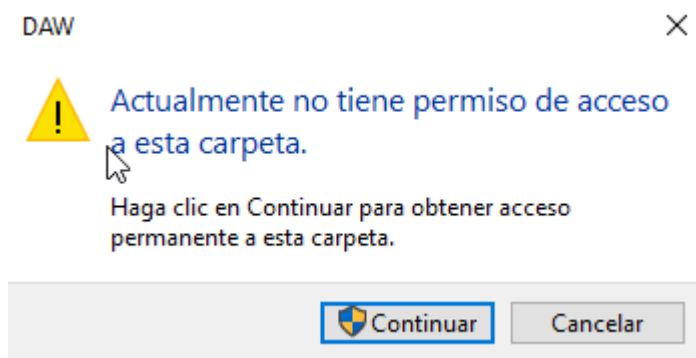 DAW
Actualmente no tiene permiso de acceso
a esta carpeta.
Haga clic en Continuar para obtener acceso
permanente a esta carpeta.
Continuar
Cancelar